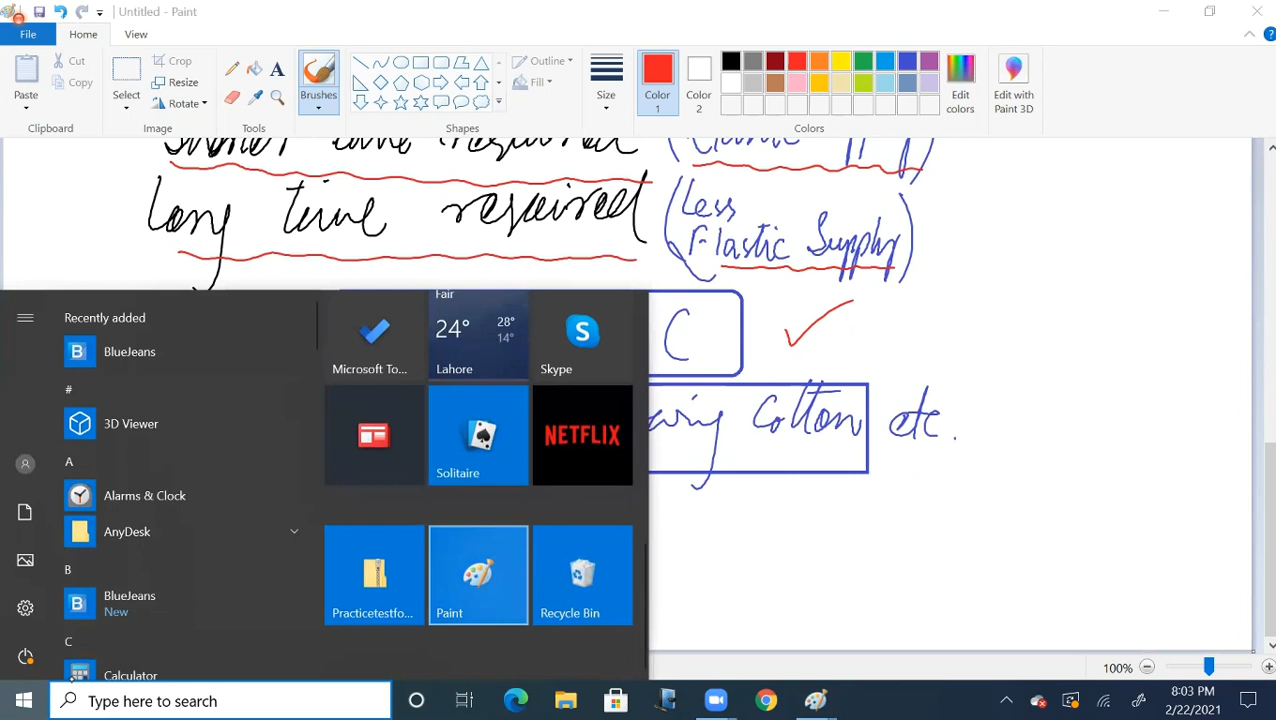 Untitled - Paint
File
Home
View
Paste
Cut
Copy
Clipboard
Select
Crop
Resize
Rotate
Image
A
Tools
Brushes
Shapes
Outline
Fill
Size
Color
1
Color
2
Edit
colors
Edit with
Paint 3D
Colors
time required
long time required
(Less
Elastic Supply)
C
Cotton etc.
Recently added
BlueJeans
#
3D Viewer
A
Alarms & Clock
AnyDesk
B
BlueJeans
New
C
Calculator
Microsoft To...
Fair
24°
28°
14°
Lahore
S
Skype
Solitaire
NETFLIX
Practicetestfo...
Paint
Recycle Bin
100%
Type here to search
8:03 PM
2/22/2021